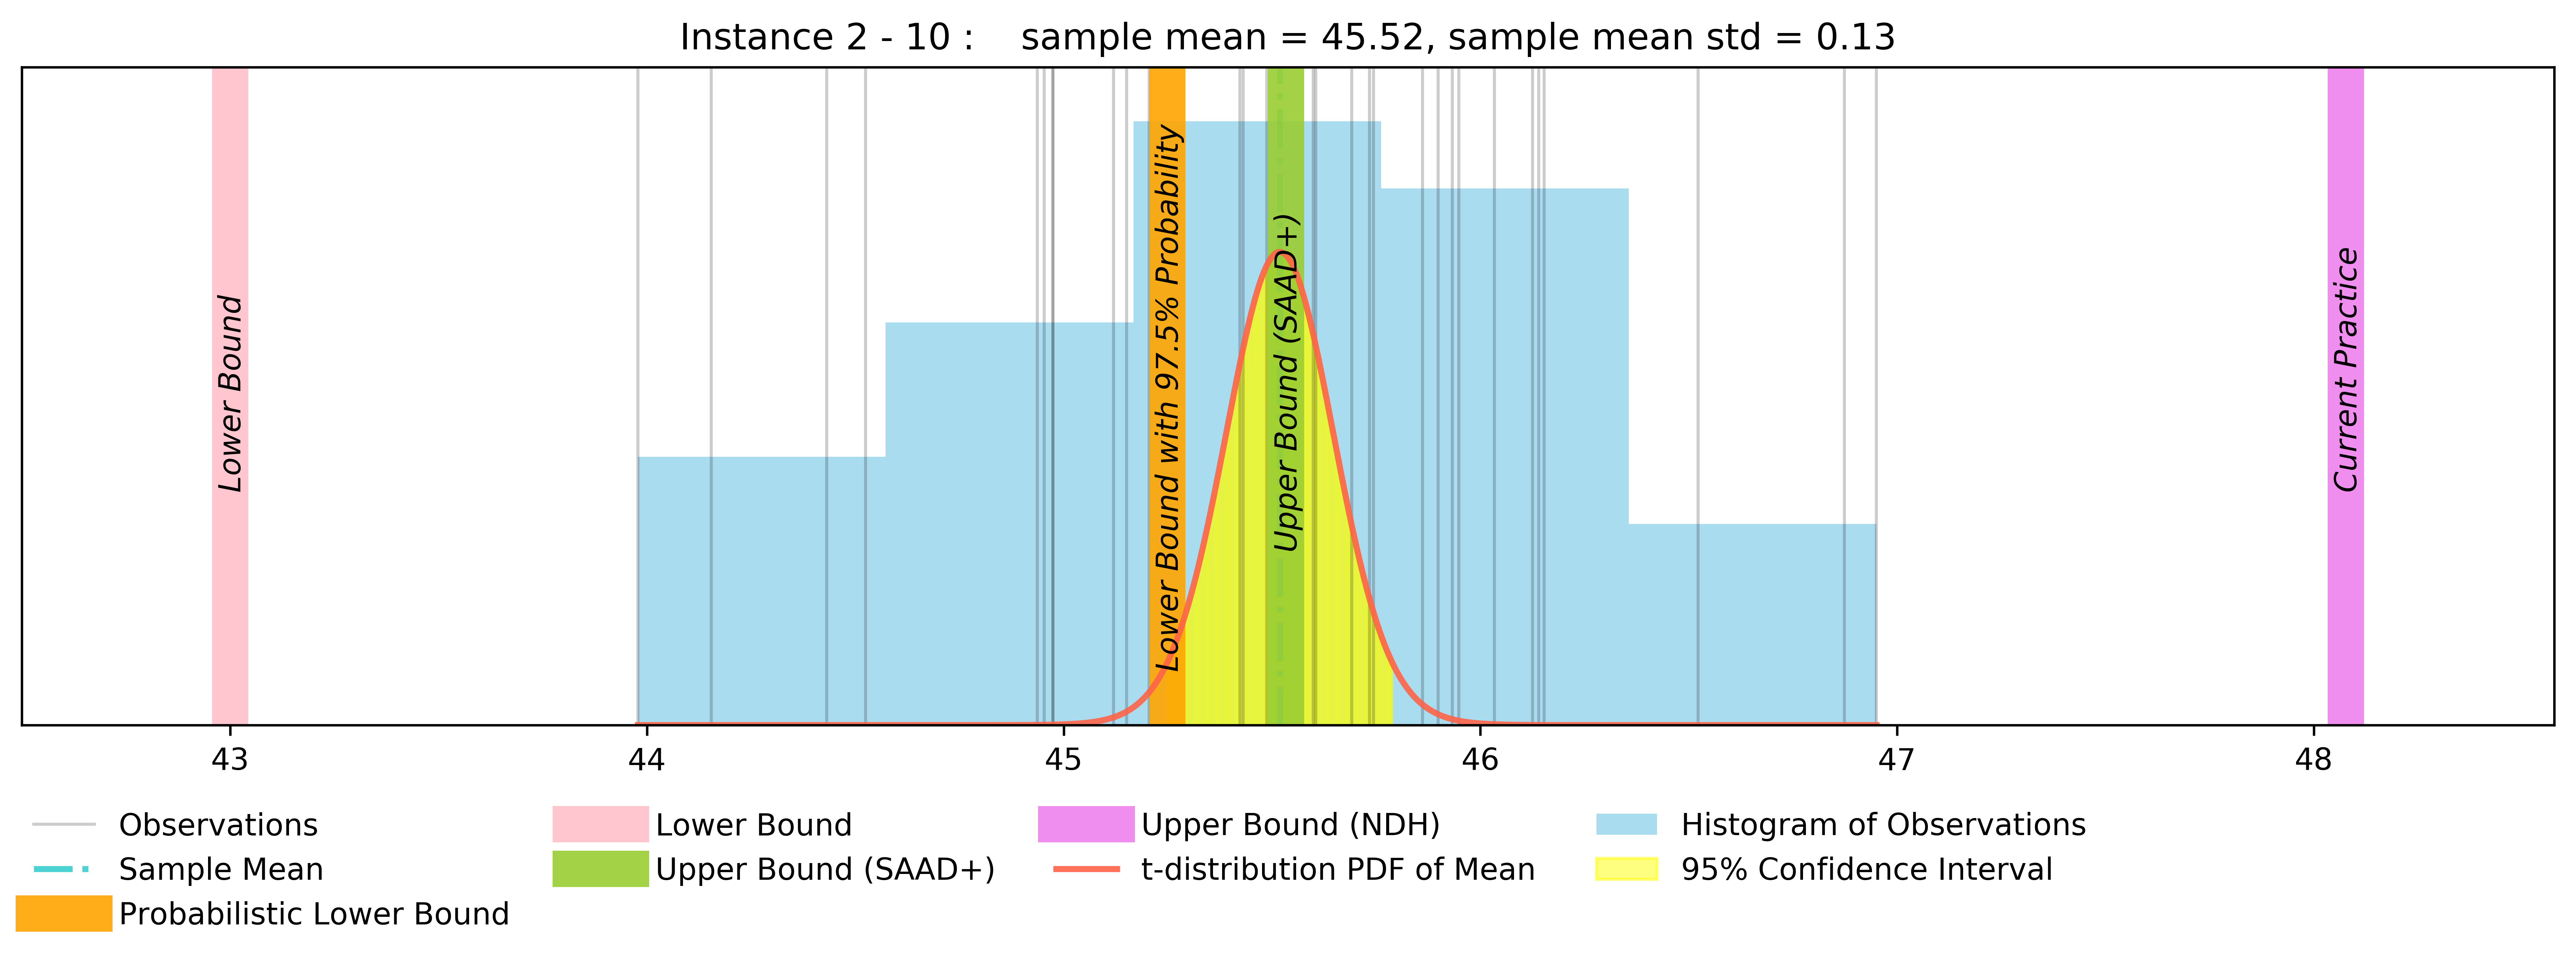 Instance 2 - 10 :    sample mean = 45.52, sample mean std = 0.13
Lower Bound
Lower Bound with 97.5% Probability
Upper Bound (SAAD+)
Current Practice
43 44 45 46 47 48
Observations
Sample Mean
Probabilistic Lower Bound
Lower Bound
Upper Bound (SAAD+)
Upper Bound (NDH)
t-distribution PDF of Mean
Histogram of Observations
95% Confidence Interval